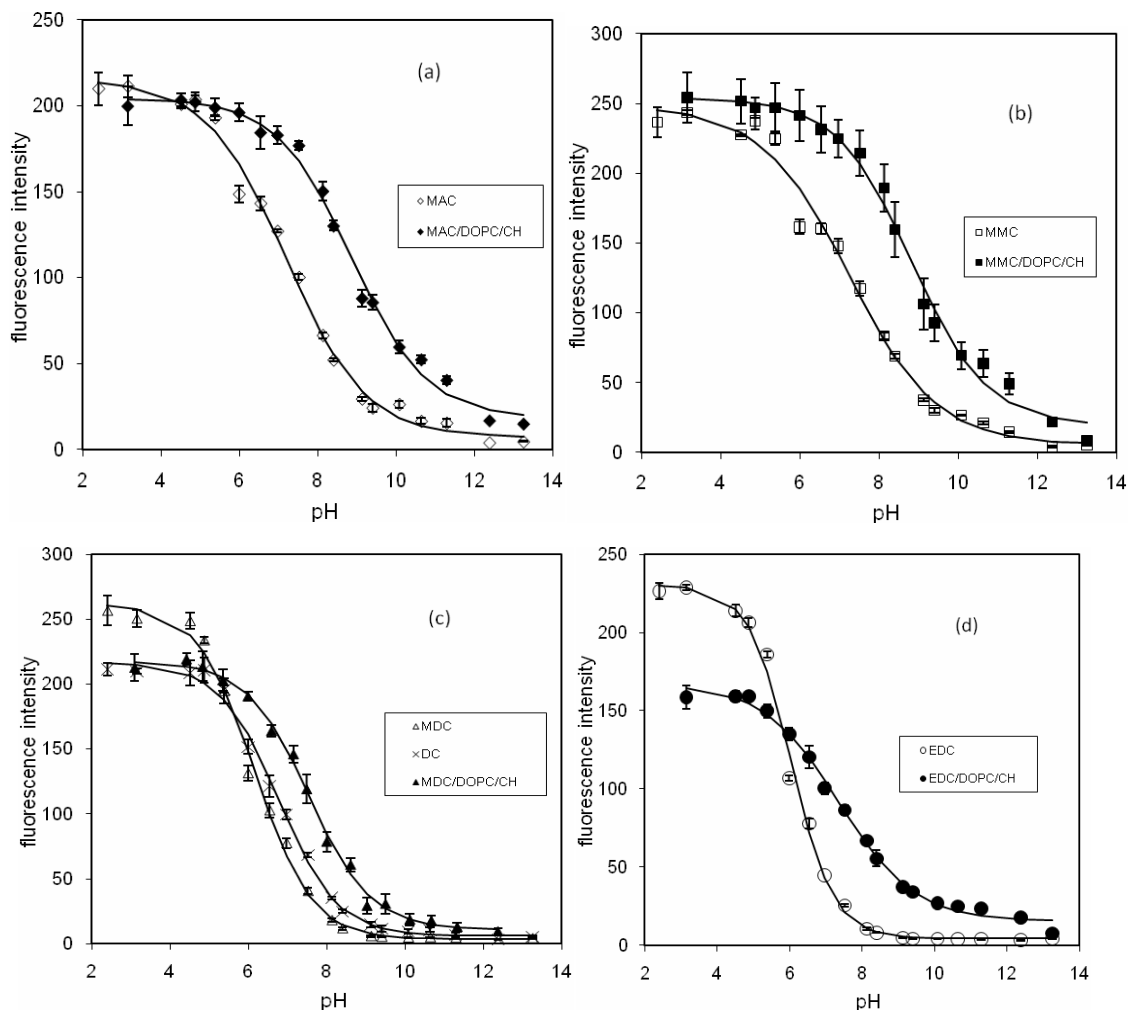 (a)
fluorescence intensity
250
200
150
100
50
0
2 4 6 8 10 12 14
pH
MAC
MAC/DOPC/CH
(b)
fluorescence intensity
300
250
200
150
100
50
0
2 4 6 8 10 12 14
pH
MMC
MMC/DOPC/CH
(c)
fluorescence intensity
300
250
200
150
100
50
0
2 4 6 8 10 12 14
pH
MDC
DC
MDC/DOPC/CH
(d)
fluorescence intensity
250
200
150
100
50
0
2 4 6 8 10 12 14
pH
EDC
EDC/DOPC/CH